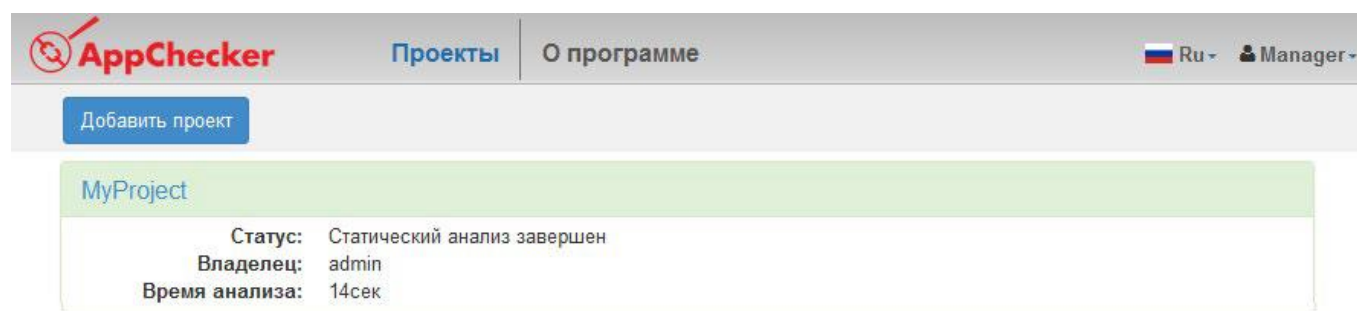 AppChecker Проекты О программе Ru Manager
Добавить проект
MyProject
Статус: Статический анализ завершен
Владелец: admin
Время анализа: 14сек